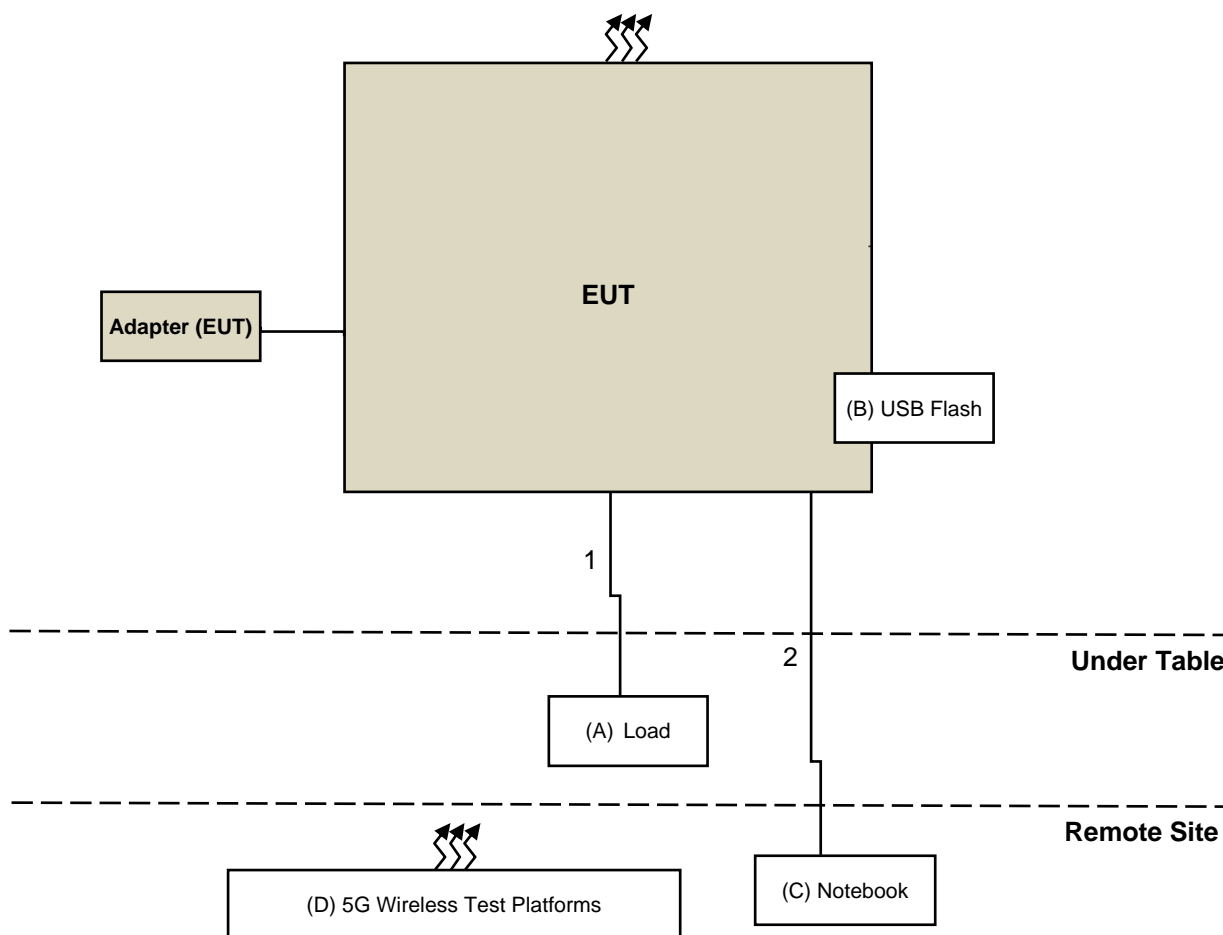 EUT
Adapter (EUT)
(B) USB Flash
1
2
Under Table
(A) Load
Remote Site
(C) Notebook
(D) 5G Wireless Test Platforms